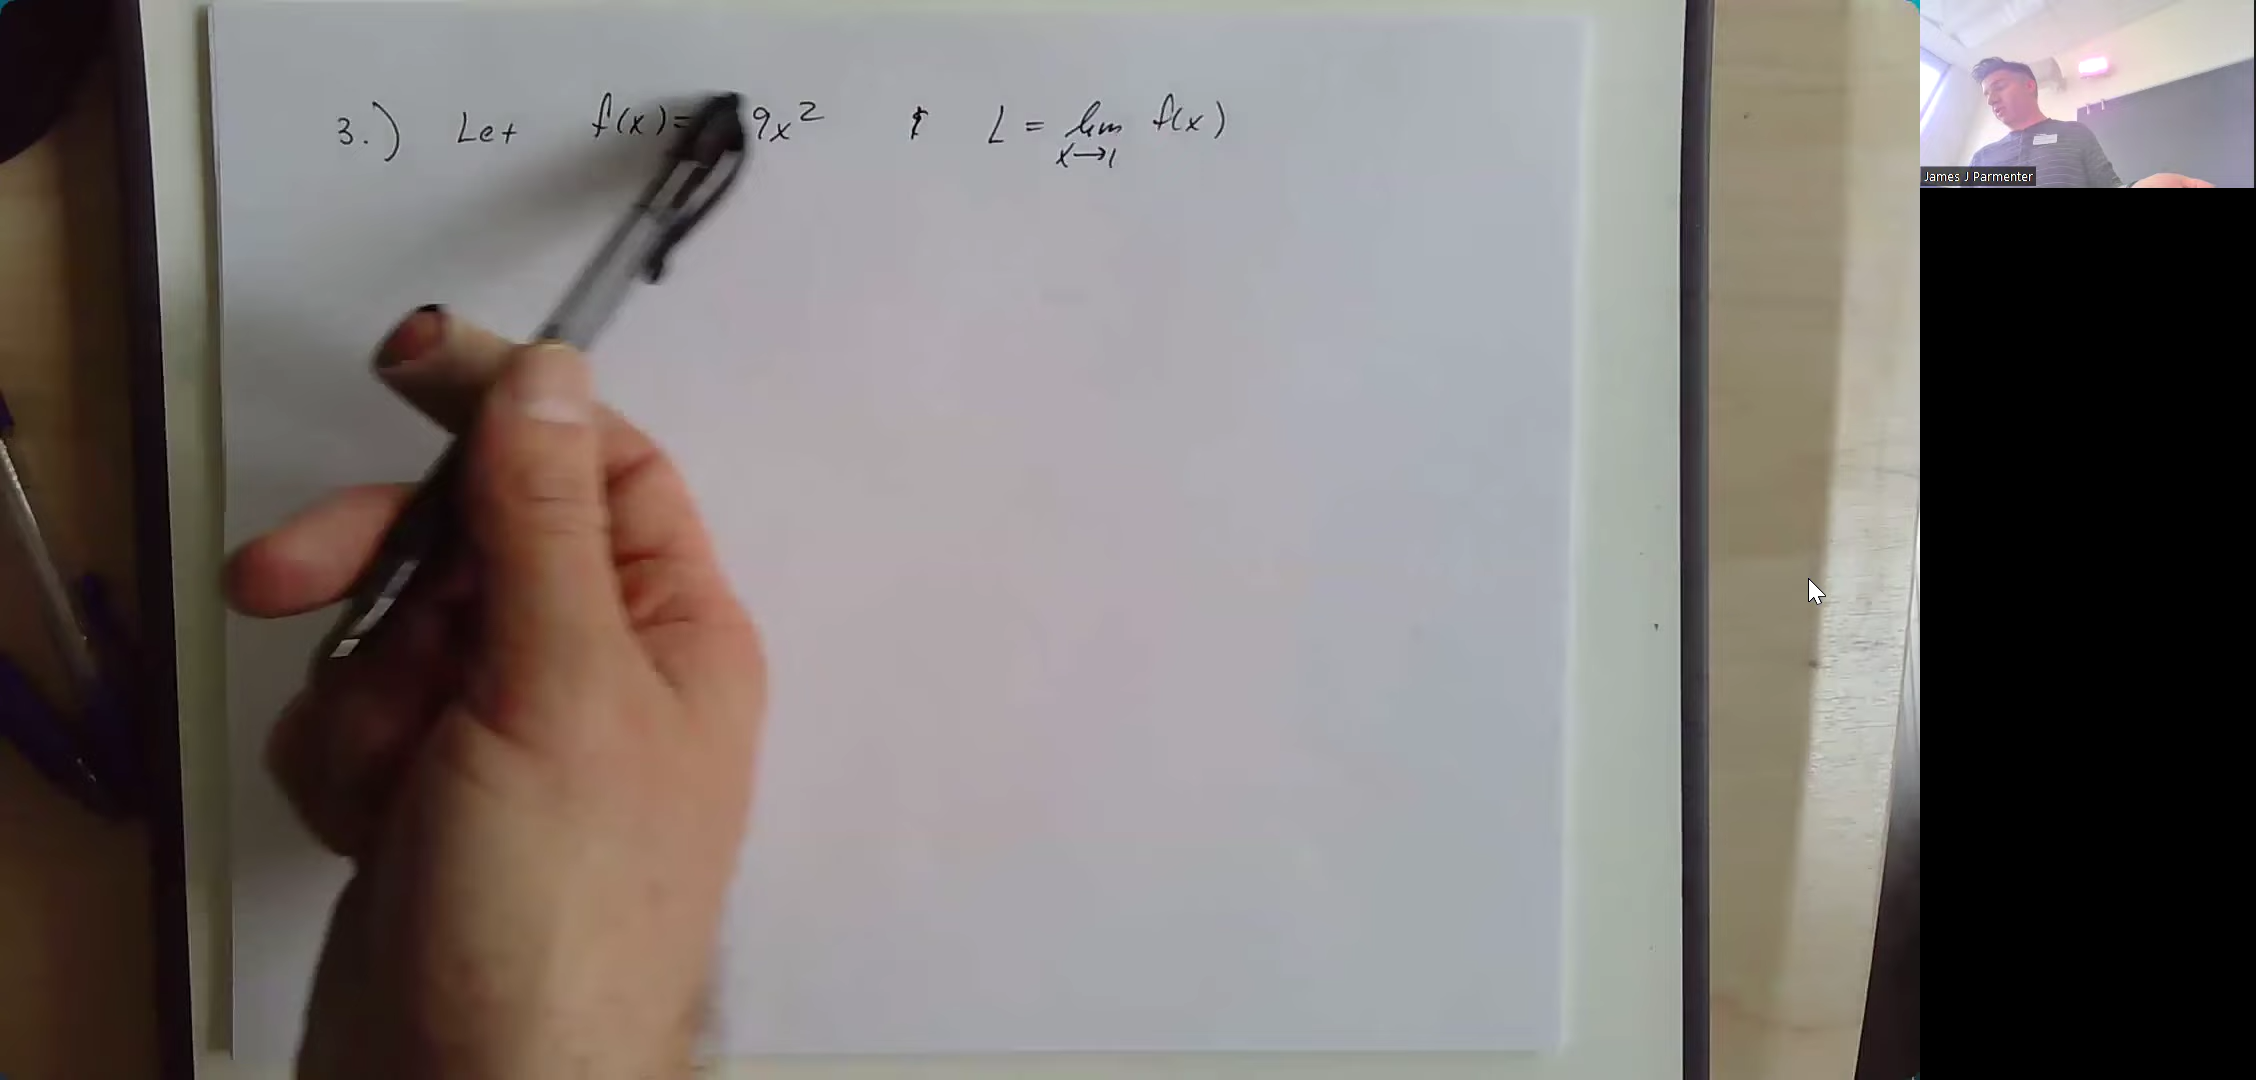 3.) Let f(x)= 9x² & L = lim f(x)
x→1
James J Parmenter